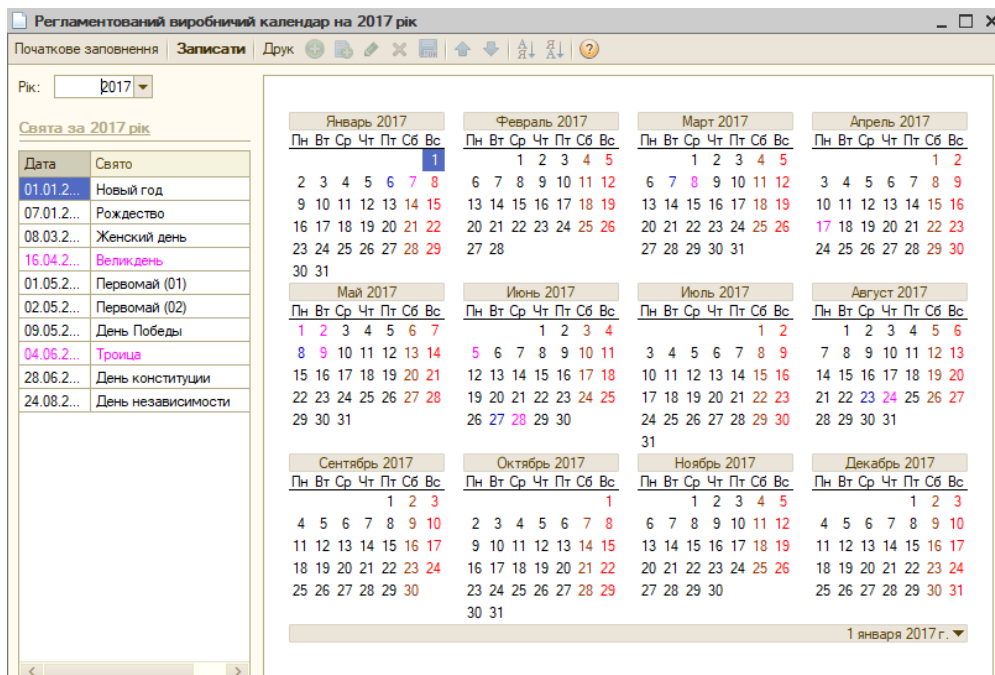 Регламентований виробничий календар на 2017 рік
Початкове заповнення Записати Друк
Рік: 2017
Свята за 2017 рік
Дата Свято
01.01.2... Новый год
07.01.2... Рождество
08.03.2... Женский день
16.04.2... Великдень
01.05.2... Первомай (01)
02.05.2... Первомай (02)
09.05.2... День Победы
04.06.2... Троица
28.06.2... День конституции
24.08.2... День независимости
Январь 2017 Февраль 2017 Март 2017 Апрель 2017
Пн Вт Ср Чт Пт Сб Вс Пн Вт Ср Чт Пт Сб Вс Пн Вт Ср Чт Пт Сб Вс Пн Вт Ср Чт Пт Сб Вс
1 1 2 3 4 5 1 2 3 4 5 1 2
2 3 4 5 6 7 8 6 7 8 9 10 11 12 6 7 8 9 10 11 12 3 4 5 6 7 8 9
9 10 11 12 13 14 15 13 14 15 16 17 18 19 13 14 15 16 17 18 19 10 11 12 13 14 15 16
16 17 18 19 20 21 22 20 21 22 23 24 25 26 20 21 22 23 24 25 26 17 18 19 20 21 22 23
23 24 25 26 27 28 29 27 28 27 28 29 30 31 24 25 26 27 28 29 30
30 31
Май 2017 Июнь 2017 Июль 2017 Август 2017
Пн Вт Ср Чт Пт Сб Вс Пн Вт Ср Чт Пт Сб Вс Пн Вт Ср Чт Пт Сб Вс Пн Вт Ср Чт Пт Сб Вс
1 2 3 4 5 6 7 1 2 3 4 1 2 1 2 3 4 5 6
8 9 10 11 12 13 14 5 6 7 8 9 10 11 3 4 5 6 7 8 9 7 8 9 10 11 12 13
15 16 17 18 19 20 21 12 13 14 15 16 17 18 10 11 12 13 14 15 16 14 15 16 17 18 19 20
22 23 24 25 26 27 28 19 20 21 22 23 24 25 17 18 19 20 21 22 23 21 22 23 24 25 26 27
29 30 31 26 27 28 29 30 24 25 26 27 28 29 30 28 29 30 31
31
Сентябрь 2017 Октябрь 2017 Ноябрь 2017 Декабрь 2017
Пн Вт Ср Чт Пт Сб Вс Пн Вт Ср Чт Пт Сб Вс Пн Вт Ср Чт Пт Сб Вс Пн Вт Ср Чт Пт Сб Вс
1 2 3 1 1 2 3 4 5 1 2 3
4 5 6 7 8 9 10 2 3 4 5 6 7 8 6 7 8 9 10 11 12 4 5 6 7 8 9 10
11 12 13 14 15 16 17 9 10 11 12 13 14 15 13 14 15 16 17 18 19 11 12 13 14 15 16 17
18 19 20 21 22 23 24 16 17 18 19 20 21 22 20 21 22 23 24 25 26 18 19 20 21 22 23 24
25 26 27 28 29 30 23 24 25 26 27 28 29 27 28 29 30 25 26 27 28 29 30 31
30 31
1 января 2017 г.